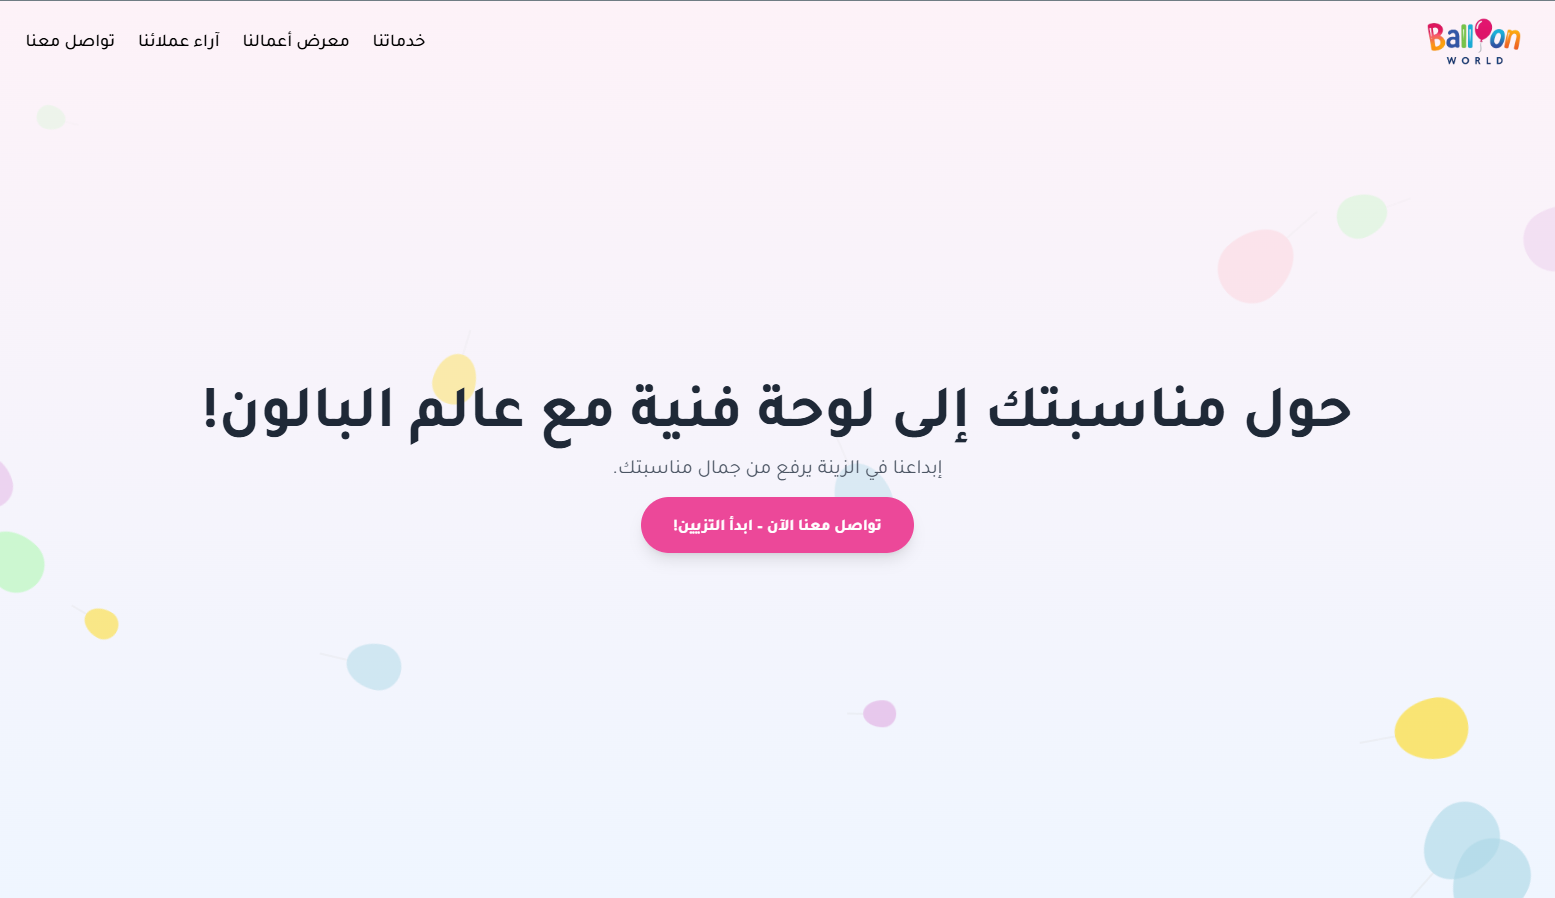 Balloon
WORLD
خدماتنا
معرض أعمالنا
آراء عملائنا
تواصل معنا
حول مناسبتك إلى لوحة فنية مع عالم البالون!
إبداعنا في الزينة يرفع من جمال مناسبتك.
تواصل معنا الآن - ابدأ التزيين!